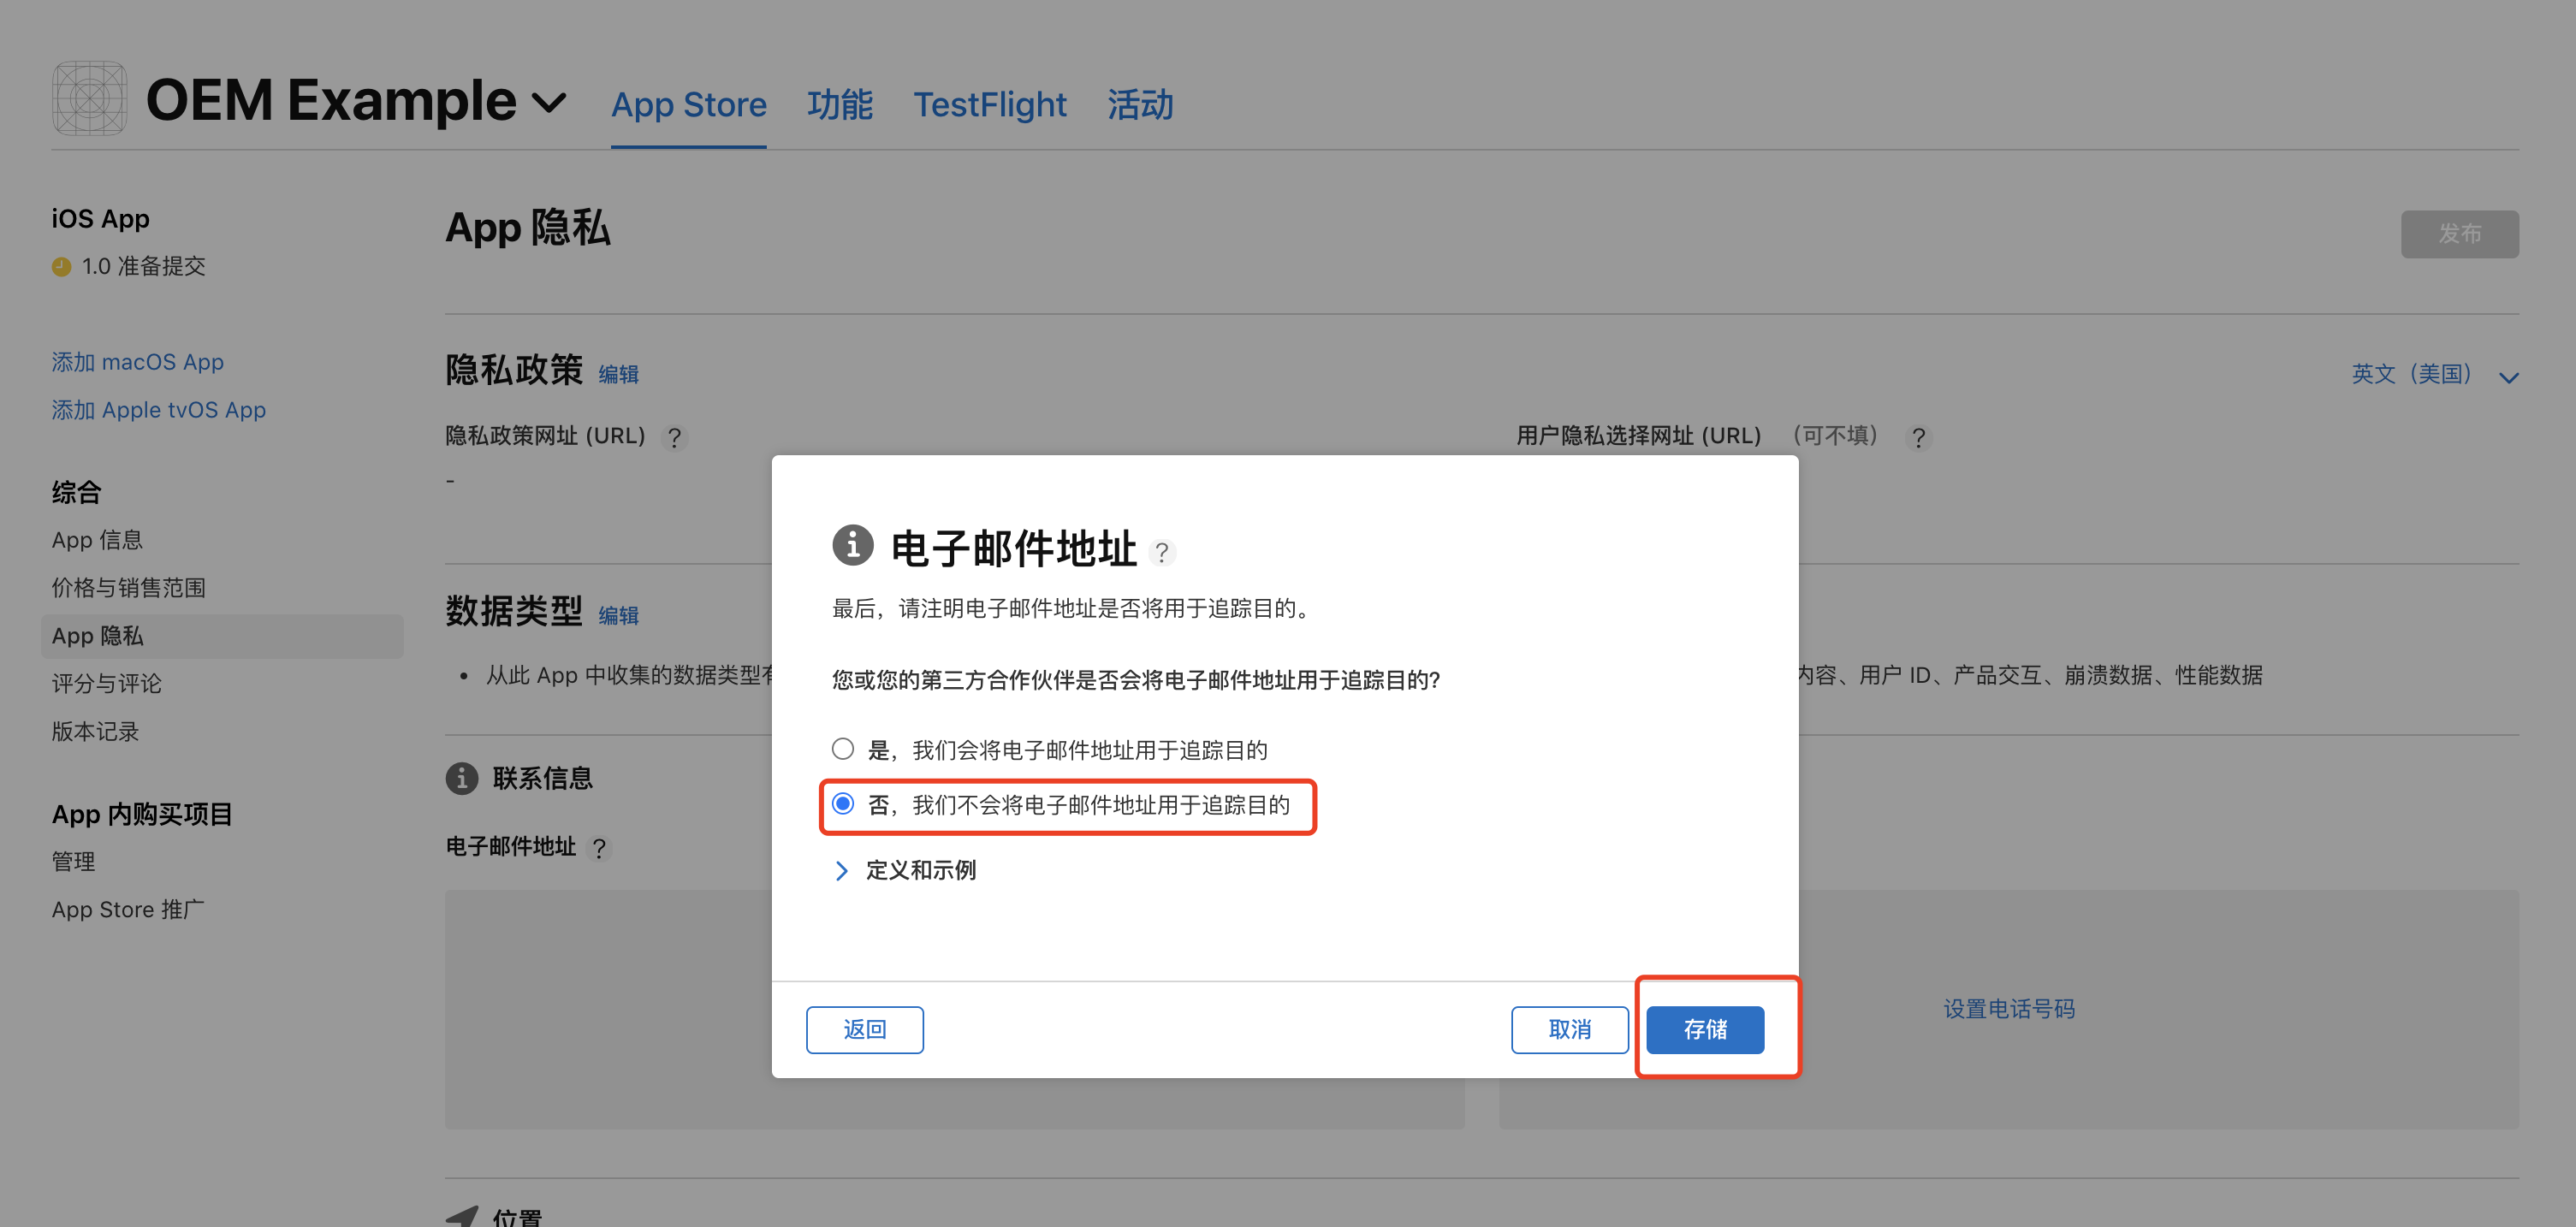 OEM Example
App Store
功能
TestFlight
活动
iOS App
1.0 准备提交
添加 macOS App
添加 Apple tvOS App
综合
App 信息
价格与销售范围
App 隐私
评分与评论
版本记录
App 内购买项目
管理
App Store 推广
App 隐私
发布
隐私政策 编辑
英文（美国）
隐私政策网址 (URL) ?
用户隐私选择网址 (URL) （可不填） ?
-
数据类型 编辑
• 从此 App 中收集的数据类型
内容、用户 ID、产品交互、崩溃数据、性能数据
联系信息
电子邮件地址 ?
设置电话号码
位置
电子邮件地址 ?
最后，请注明电子邮件地址是否将用于追踪目的。
您或您的第三方合作伙伴是否会将电子邮件地址用于追踪目的?
是，我们会将电子邮件地址用于追踪目的
否，我们不会将电子邮件地址用于追踪目的
定义和示例
返回
取消
存储